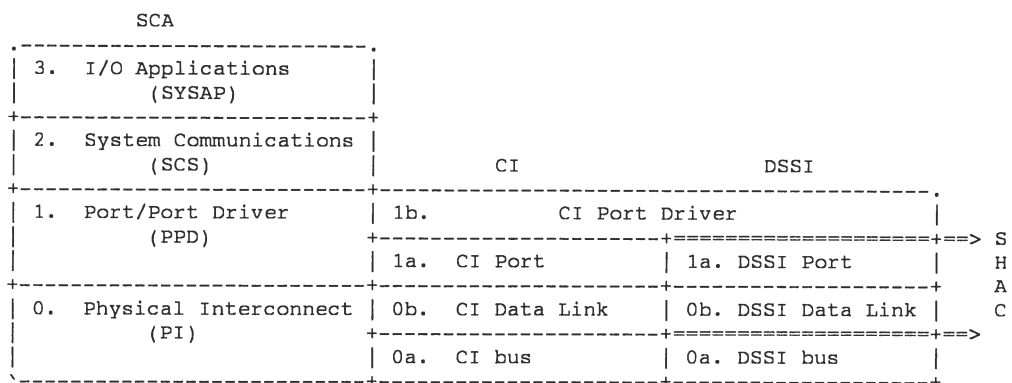 SCA
3. I/O Applications
(SYSAP)
2. System Communications
(SCS) CI DSSI
1. Port/Port Driver 1b. CI Port Driver
(PPD) ==> S
1a. CI Port 1a. DSSI Port H
A
0. Physical Interconnect 0b. CI Data Link 0b. DSSI Data Link C
(PI) ==>
0a. CI bus 0a. DSSI bus